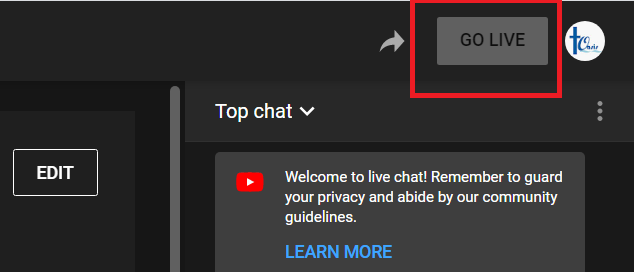 GO LIVE
Top chat
EDIT
Welcome to live chat! Remember to guard
your privacy and abide by our community
guidelines.
LEARN MORE